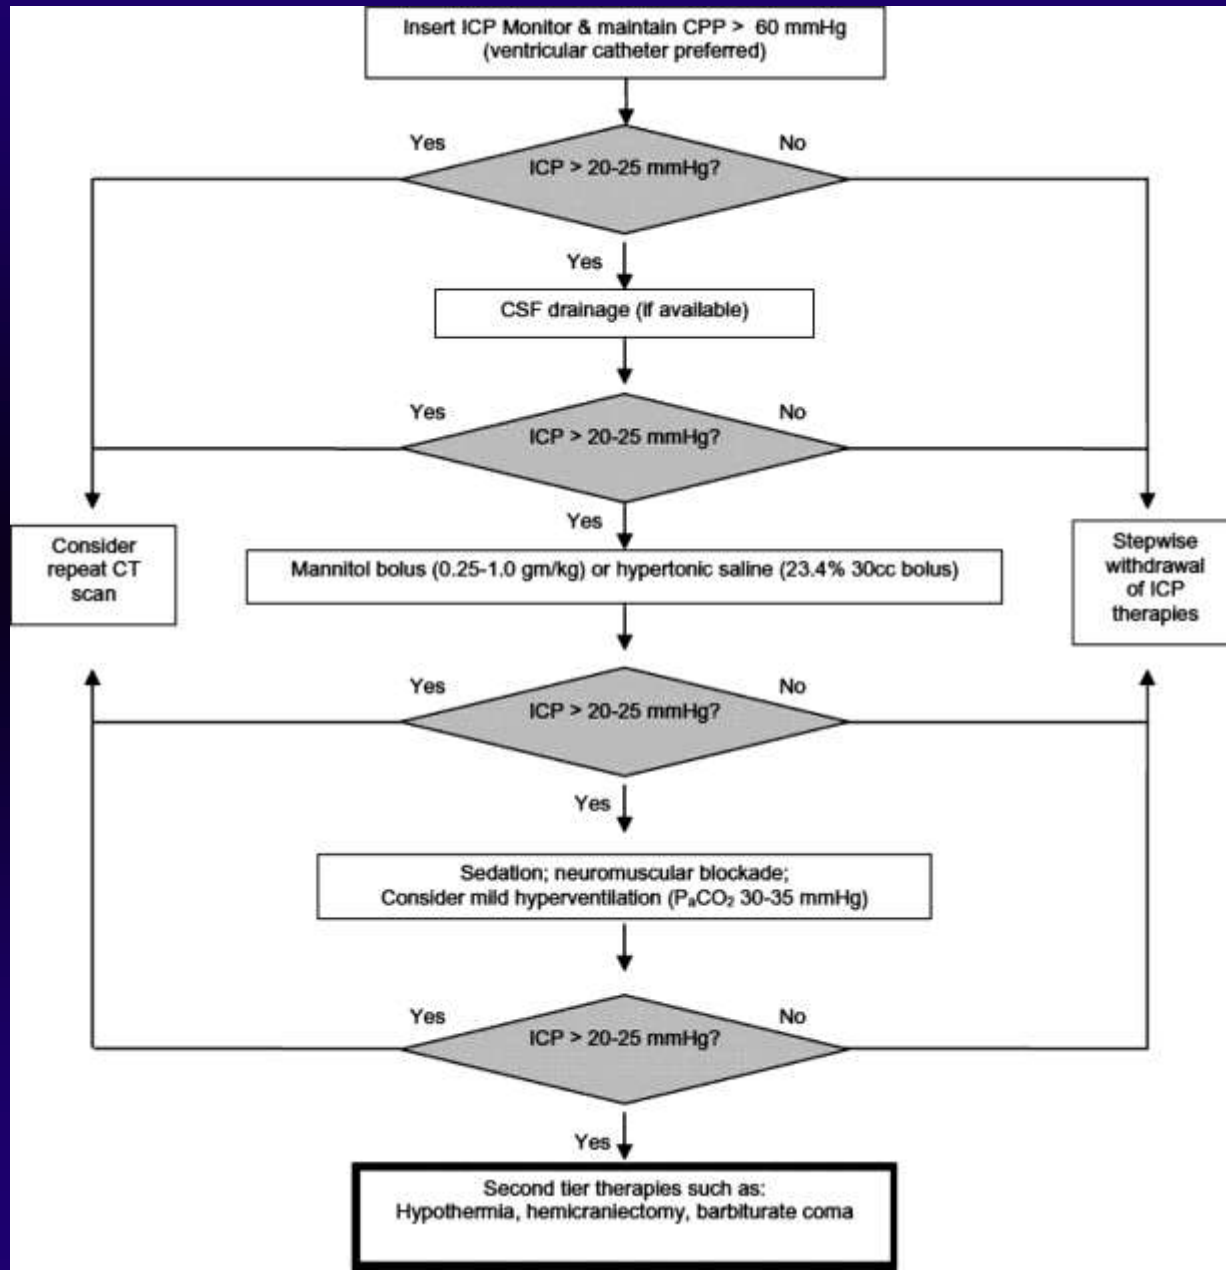 Insert ICP Monitor & maintain CPP > 60 mmHg
(ventricular catheter preferred)
Yes
No
ICP > 20-25 mmHg?
Yes
CSF drainage (if available)
Yes
No
ICP > 20-25 mmHg?
Yes
Consider
repeat CT
scan
Mannitol bolus (0.25-1.0 gm/kg) or hypertonic saline (23.4% 30cc bolus)
Stepwise
withdrawal
of ICP
therapies
Yes
No
ICP > 20-25 mmHg?
Yes
Sedation; neuromuscular blockade;
Consider mild hyperventilation (PₐCO₂ 30-35 mmHg)
Yes
No
ICP > 20-25 mmHg?
Yes
Second tier therapies such as:
Hypothermia, hemicraniectomy, barbiturate coma